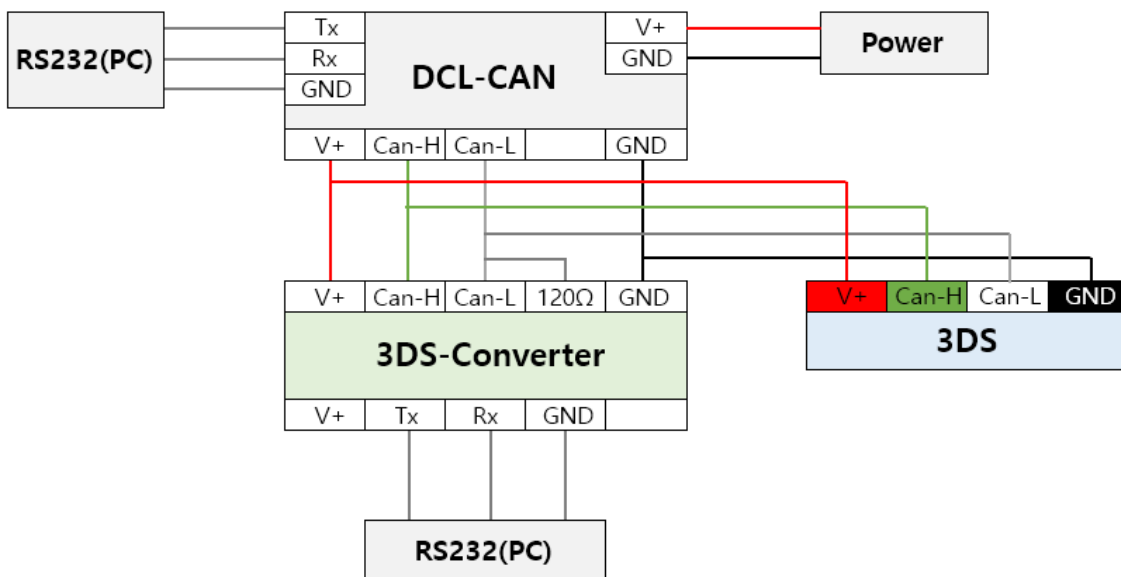 RS232(PC)
Tx
Rx
GND
DCL-CAN
V+
GND
Power
V+ Can-H Can-L GND
V+ Can-H Can-L 120Ω GND
3DS-Converter
V+ Tx Rx GND
V+ Can-H Can-L GND
3DS
RS232(PC)